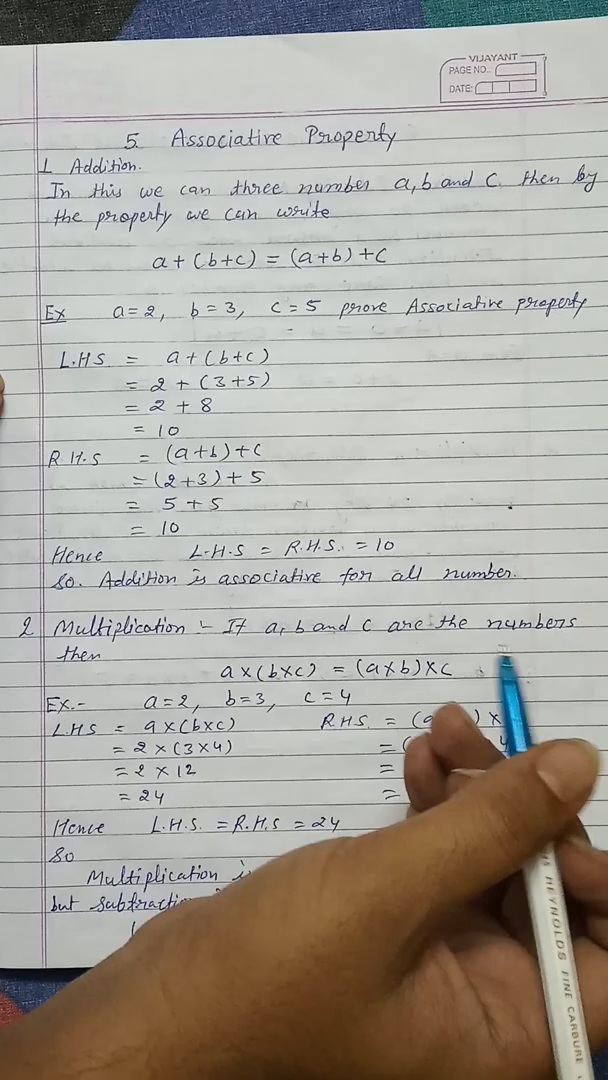 VIJAYANT
PAGE NO.
DATE:
5. Associative Property
1 Addition.
In this we can three number a, b and c. then by
the property we can write
a + (b+c) = (a+b) + c
Ex a=2, b=3, c=5 prove Associative property
L.H.S. = a+(b+c)
= 2 + (3+5)
= 2 + 8
= 10
R.H.S = (a+b)+c
= (2+3) + 5
= 5 + 5
= 10
Hence L.H.S = R.H.S. = 10
So. Addition is associative for all number.
2 Multiplication :- If a, b and c are the numbers
then
a×(b×c) = (a×b)×c
Ex.- a=2, b=3, c=4
L.H.S = a×(b×c) R.H.S. = (a ) ×
= 2 × (3×4) = ( 4
= 2 × 12 =
= 24 =
Hence L.H.S. = R.H.S = 24
So
Multiplication
but subtraction
REYNOLDS FINE CARBURE